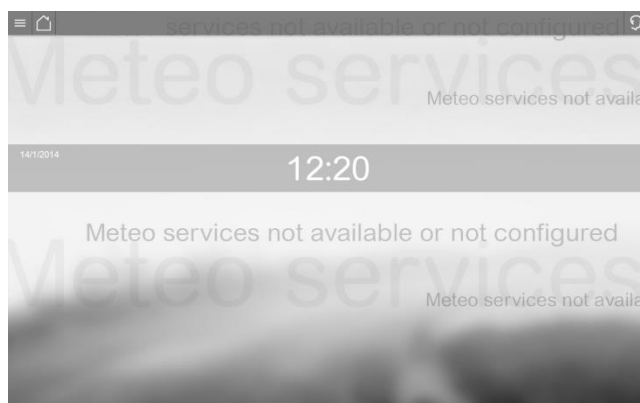 services not available or not configured
Meteo services
Meteo services not availa
14/1/2014
12:20
Meteo services not available or not configured
Meteo services
Meteo services not availa